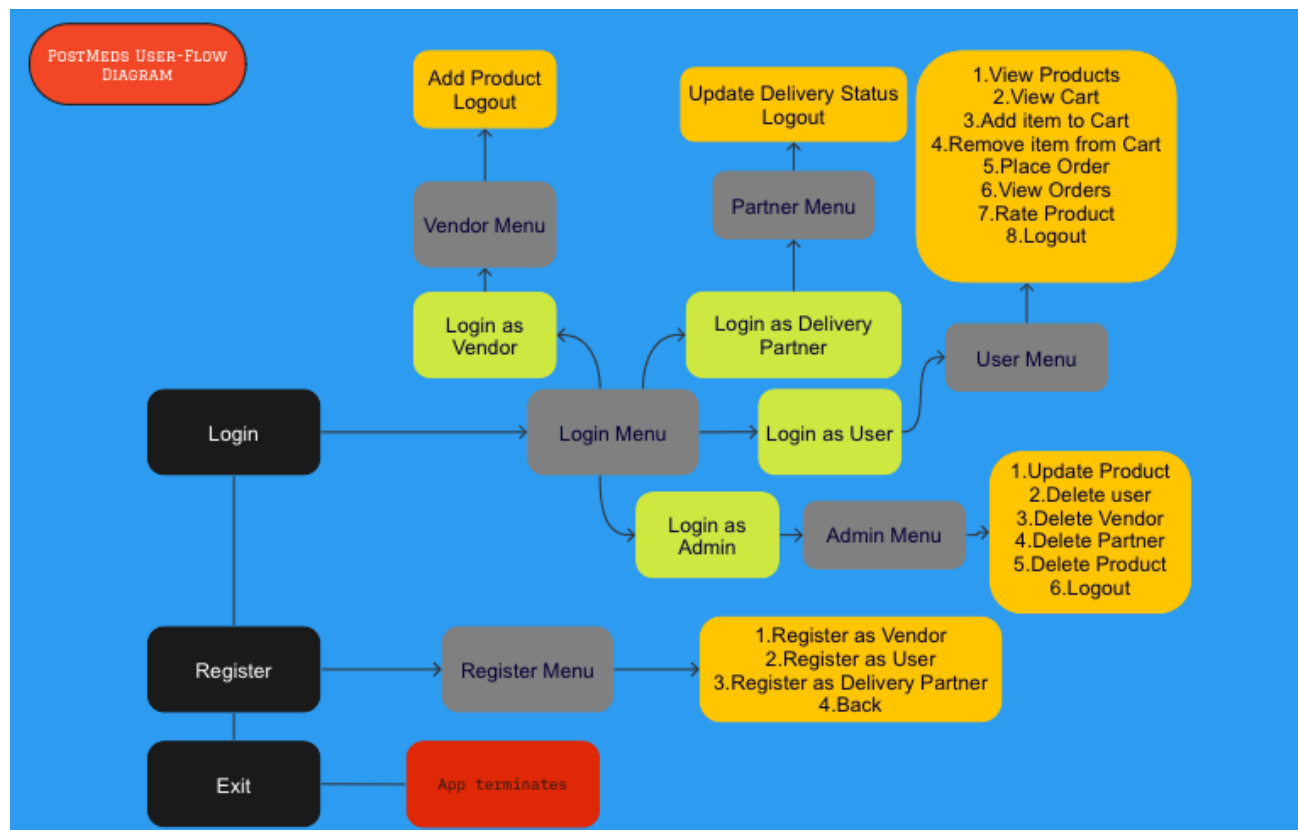 PostMeds User-Flow
Diagram
Add Product
Logout
Update Delivery Status
Logout
1.View Products
2.View Cart
3.Add item to Cart
4.Remove item from Cart
5.Place Order
6.View Orders
7.Rate Product
8.Logout
Vendor Menu
Partner Menu
Login as
Vendor
Login as Delivery
Partner
User Menu
Login
Login Menu
Login as User
Login as
Admin
Admin Menu
1.Update Product
2.Delete user
3.Delete Vendor
4.Delete Partner
5.Delete Product
6.Logout
Register
Register Menu
1.Register as Vendor
2.Register as User
3.Register as Delivery Partner
4.Back
Exit
App terminates